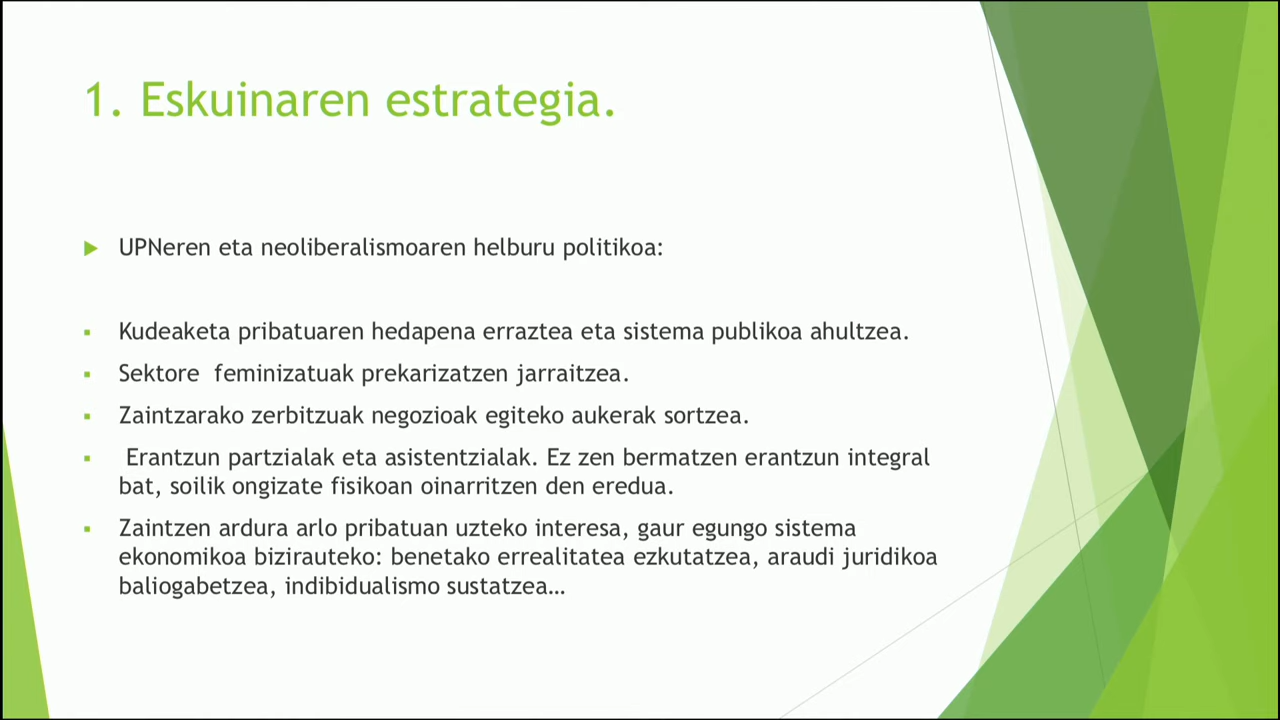 1. Eskuinaren estrategia.
UPNeren eta neoliberalismoaren helburu politikoa:
Kudeaketa pribatuaren hedapena erraztea eta sistema publikoa ahultzea.
Sektore  feminizatuak prekarizatzen jarraitzea.
Zaintzarako zerbitzuak negozioak egiteko aukerak sortzea.
Erantzun partzialak eta asistentzialak. Ez zen bermatzen erantzun integral
bat, soilik ongizate fisikoan oinarritzen den eredua.
Zaintzen ardura arlo pribatuan uzteko interesa, gaur egungo sistema
ekonomikoa bizirauteko: benetako errealitatea ezkutatzea, araudi juridikoa
baliogabetzea, indibidualismo sustatzea…